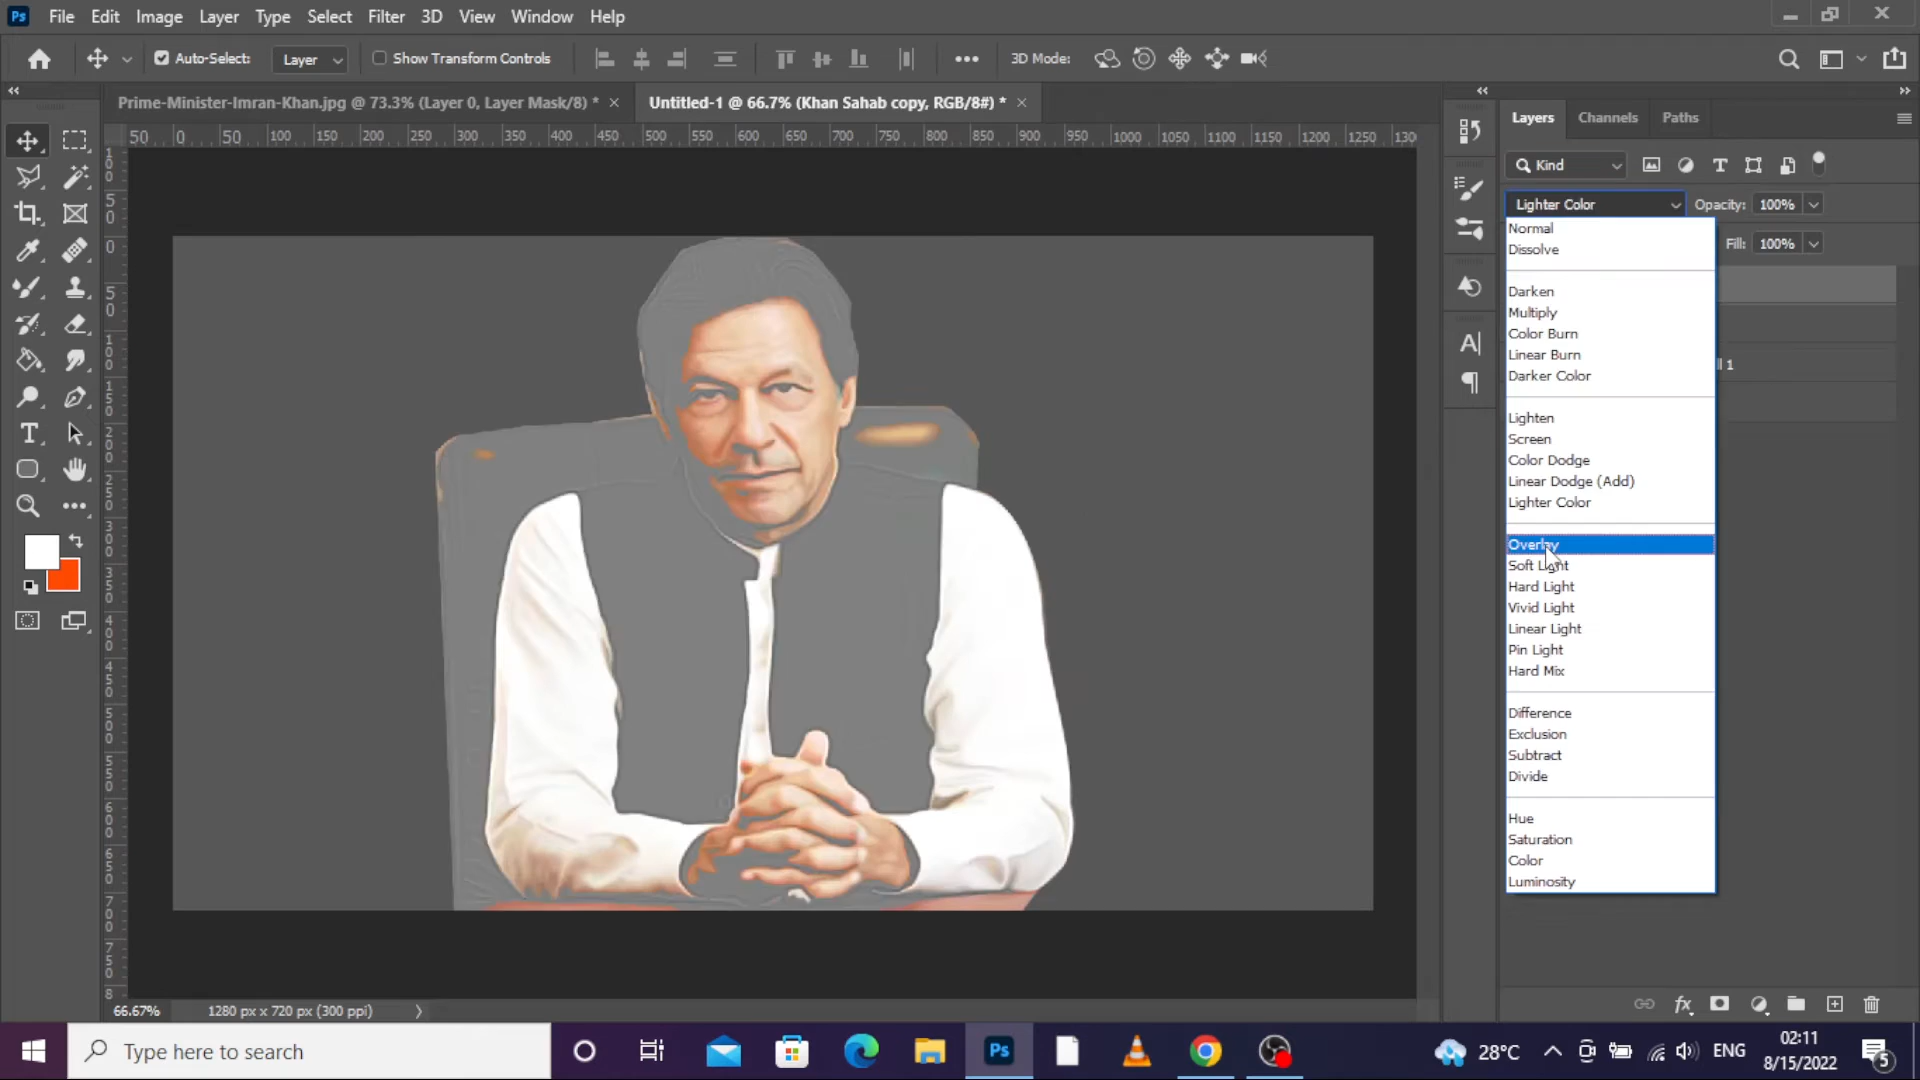 Ps File Edit Image Layer Type Select Filter 3D View Window Help
Auto-Select: Layer Show Transform Controls 3D Mode:
Prime-Minister-Imran-Khan.jpg @ 73.3% (Layer 0, Layer Mask/8) * × Untitled-1 @ 66.7% (Khan Sahab copy, RGB/8#) * ×
50 0 50 100 150 200 250 300 350 400 450 500 550 600 650 700 750 800 850 900 950 1000 1050 1100 1150 1200 1250 130
Layers Channels Paths
Kind
Lighter Color Opacity: 100%
Fill: 100%
ll 1
Normal
Dissolve
Darken
Multiply
Color Burn
Linear Burn
Darker Color
Lighten
Screen
Color Dodge
Linear Dodge (Add)
Lighter Color
Overlay
Soft Light
Hard Light
Vivid Light
Linear Light
Pin Light
Hard Mix
Difference
Exclusion
Subtract
Divide
Hue
Saturation
Color
Luminosity
66.67% 1280 px x 720 px (300 ppi)
Type here to search
Ps
28°C
ENG
02:11
8/15/2022
5